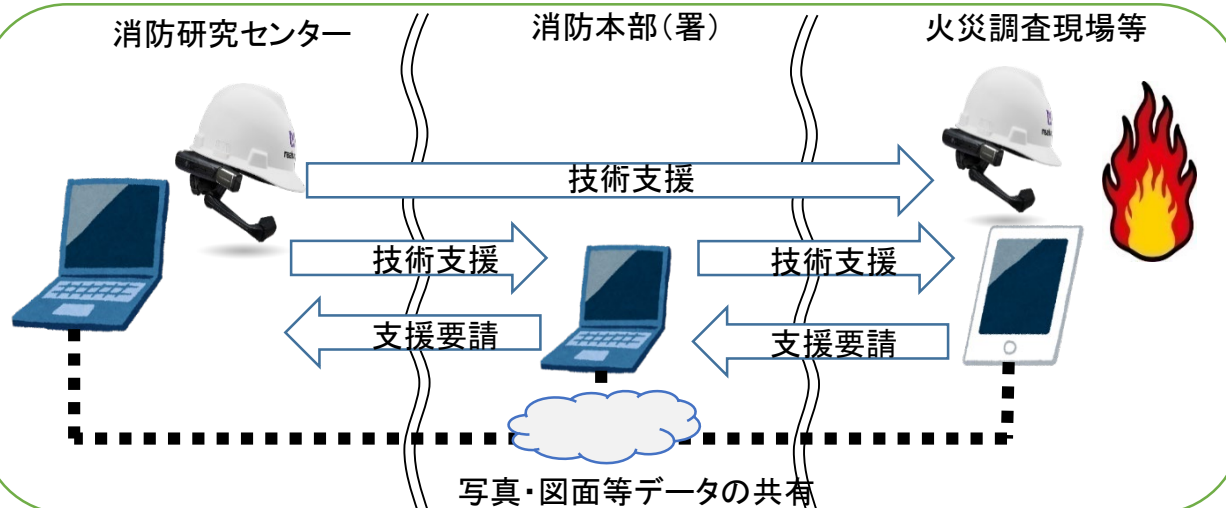 消防研究センター
消防本部(署)
火災調査現場等
技術支援
技術支援
技術支援
支援要請
支援要請
写真・図面等データの共有